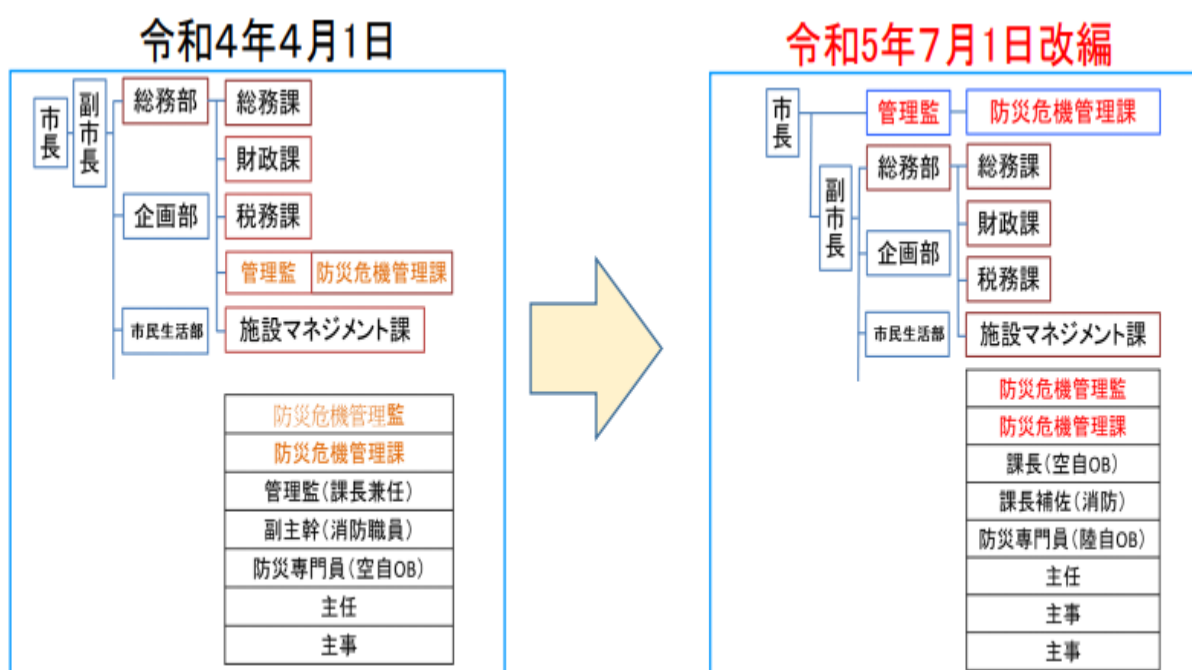 令和4年4月1日
市長
副市長
総務部
総務課
財政課
企画部
税務課
管理監
防災危機管理課
市民生活部
施設マネジメント課
防災危機管理監
防災危機管理課
管理監(課長兼任)
副主幹(消防職員)
防災専門員(空自OB)
主任
主事
令和5年7月1日改編
市長
管理監
防災危機管理課
副市長
総務部
総務課
財政課
企画部
税務課
市民生活部
施設マネジメント課
防災危機管理監
防災危機管理課
課長(空自OB)
課長補佐(消防)
防災専門員(陸自OB)
主任
主事
主事